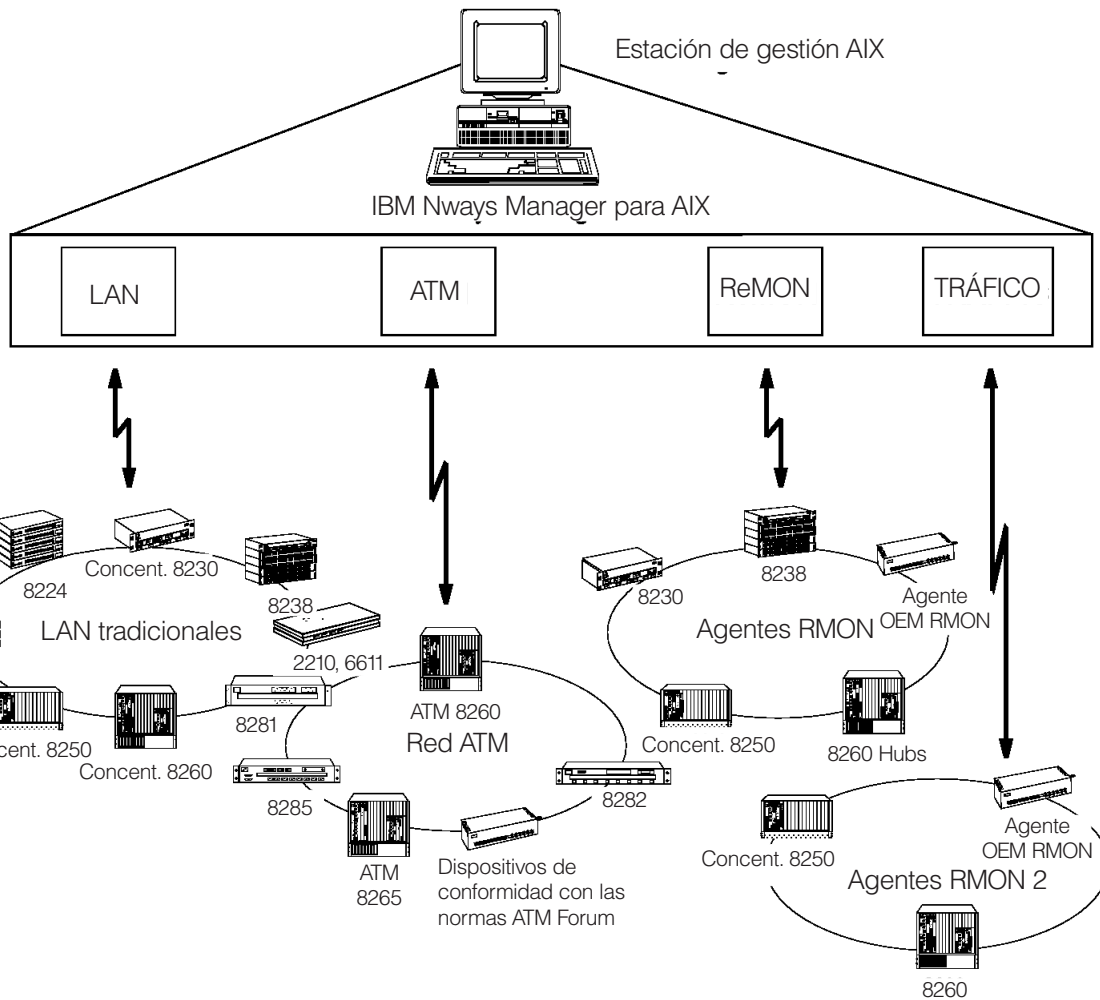 Estación de gestión AIX
IBM Nways Manager para AIX
LAN
ATM
ReMON
TRÁFICO
8224
Concent. 8230
8238
LAN tradicionales
2210, 6611
8281
cent. 8250
Concent. 8260
ATM 8260
Red ATM
8285
8282
ATM
8265
Dispositivos de
conformidad con las
normas ATM Forum
8230
8238
Agente
OEM RMON
Agentes RMON
Concent. 8250
8260 Hubs
Concent. 8250
Agente
OEM RMON
Agentes RMON 2
8260